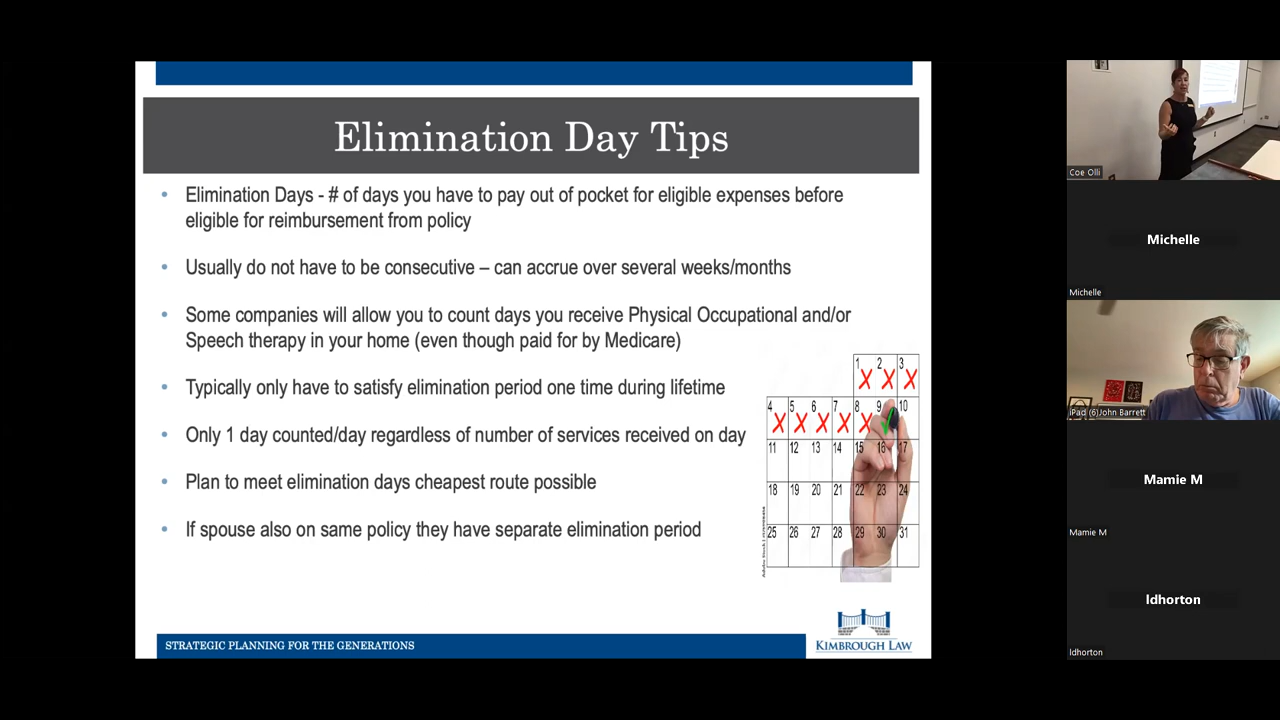 Elimination Day Tips
• Elimination Days - # of days you have to pay out of pocket for eligible expenses before
eligible for reimbursement from policy
• Usually do not have to be consecutive – can accrue over several weeks/months
• Some companies will allow you to count days you receive Physical Occupational and/or
Speech therapy in your home (even though paid for by Medicare)
• Typically only have to satisfy elimination period one time during lifetime
• Only 1 day counted/day regardless of number of services received on day
• Plan to meet elimination days cheapest route possible
• If spouse also on same policy they have separate elimination period
1 2 3
4 5 6 7 8 9 10
11 12 13 14 15 16 17
18 19 20 21 22 23 24
25 26 27 28 29 30 31
STRATEGIC PLANNING FOR THE GENERATIONS
KIMBROUGH LAW
Coe Olli
Michelle
Michelle
iPad (6)John Barrett
Mamie M
Mamie M
ldhorton
ldhorton